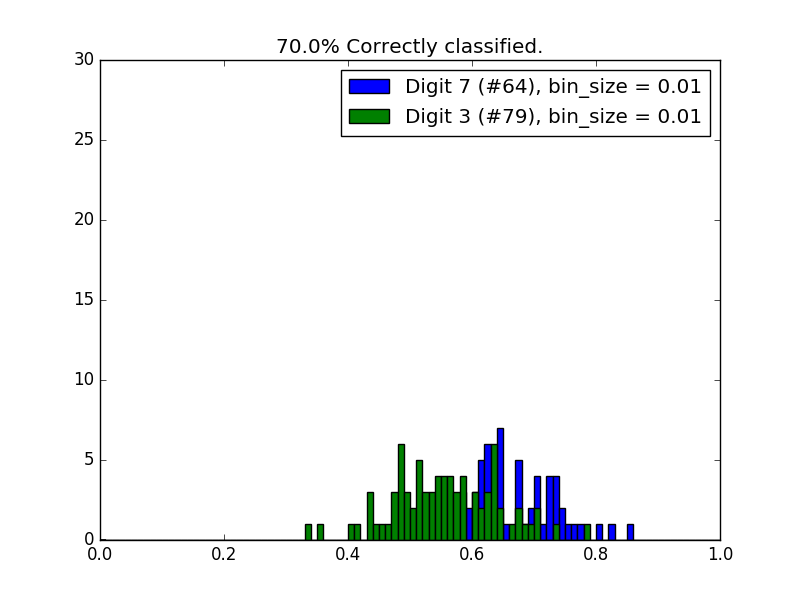 70.0% Correctly classified.
Digit 7 (#64), bin_size = 0.01
Digit 3 (#79), bin_size = 0.01
30
25
20
15
10
5
0
0.0 0.2 0.4 0.6 0.8 1.0